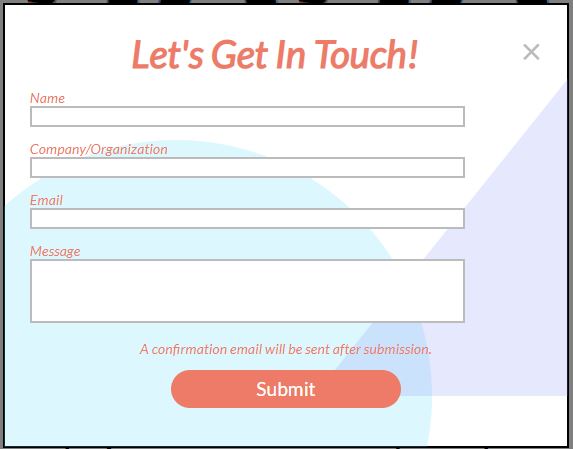 Let's Get In Touch!
Name
Company/Organization
Email
Message
A confirmation email will be sent after submission.
Submit